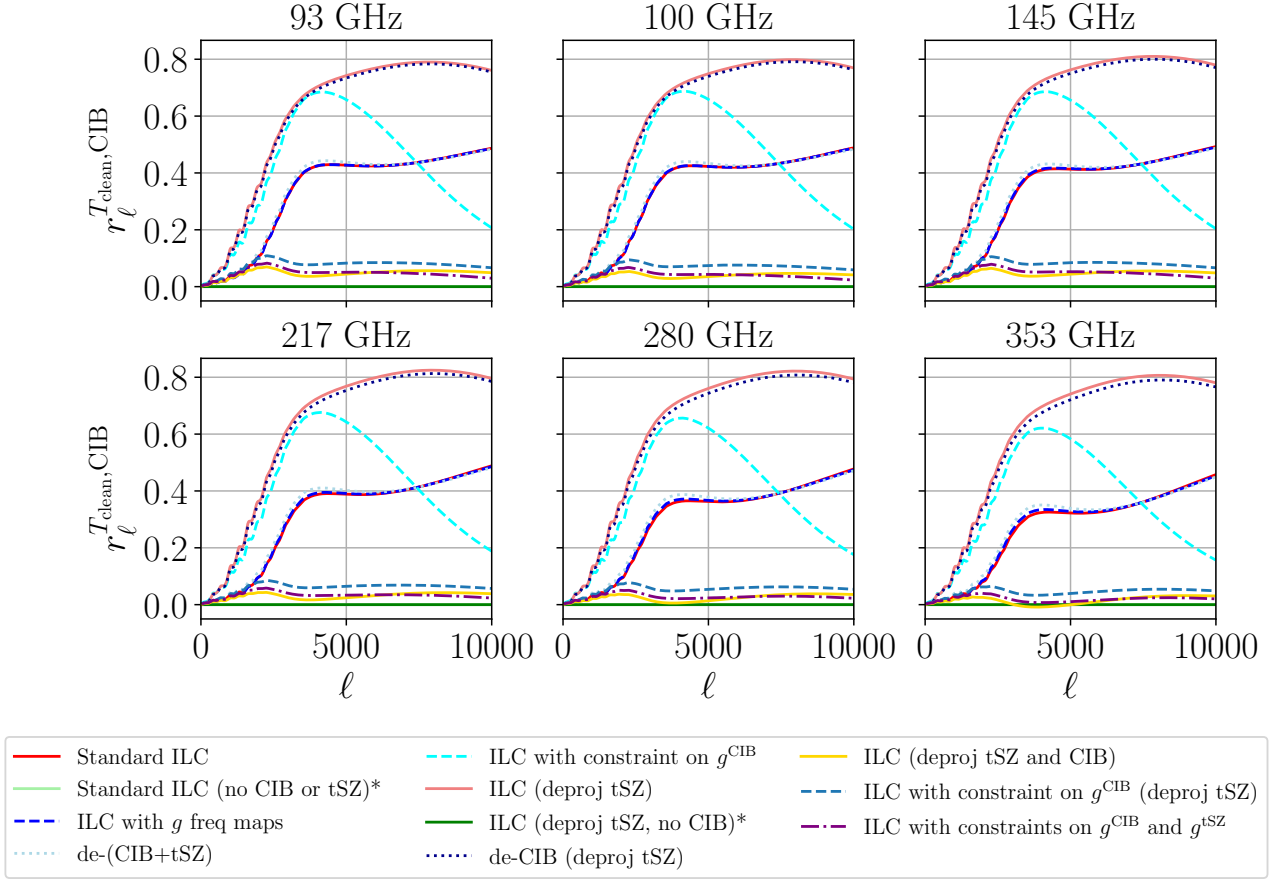 93 GHz 100 GHz 145 GHz
0.8
0.6
0.4
0.2
0.0
r_ℓ^{T_clean,CIB}
217 GHz 280 GHz 353 GHz
0.8
0.6
0.4
0.2
0.0
r_ℓ^{T_clean,CIB}
0 5000 0 5000 0 5000 10000
ℓ ℓ ℓ
Standard ILC
Standard ILC (no CIB or tSZ)*
ILC with g freq maps
de-(CIB+tSZ)
ILC with constraint on g^CIB
ILC (deproj tSZ)
ILC (deproj tSZ, no CIB)*
de-CIB (deproj tSZ)
ILC (deproj tSZ and CIB)
ILC with constraint on g^CIB (deproj tSZ)
ILC with constraints on g^CIB and g^tSZ